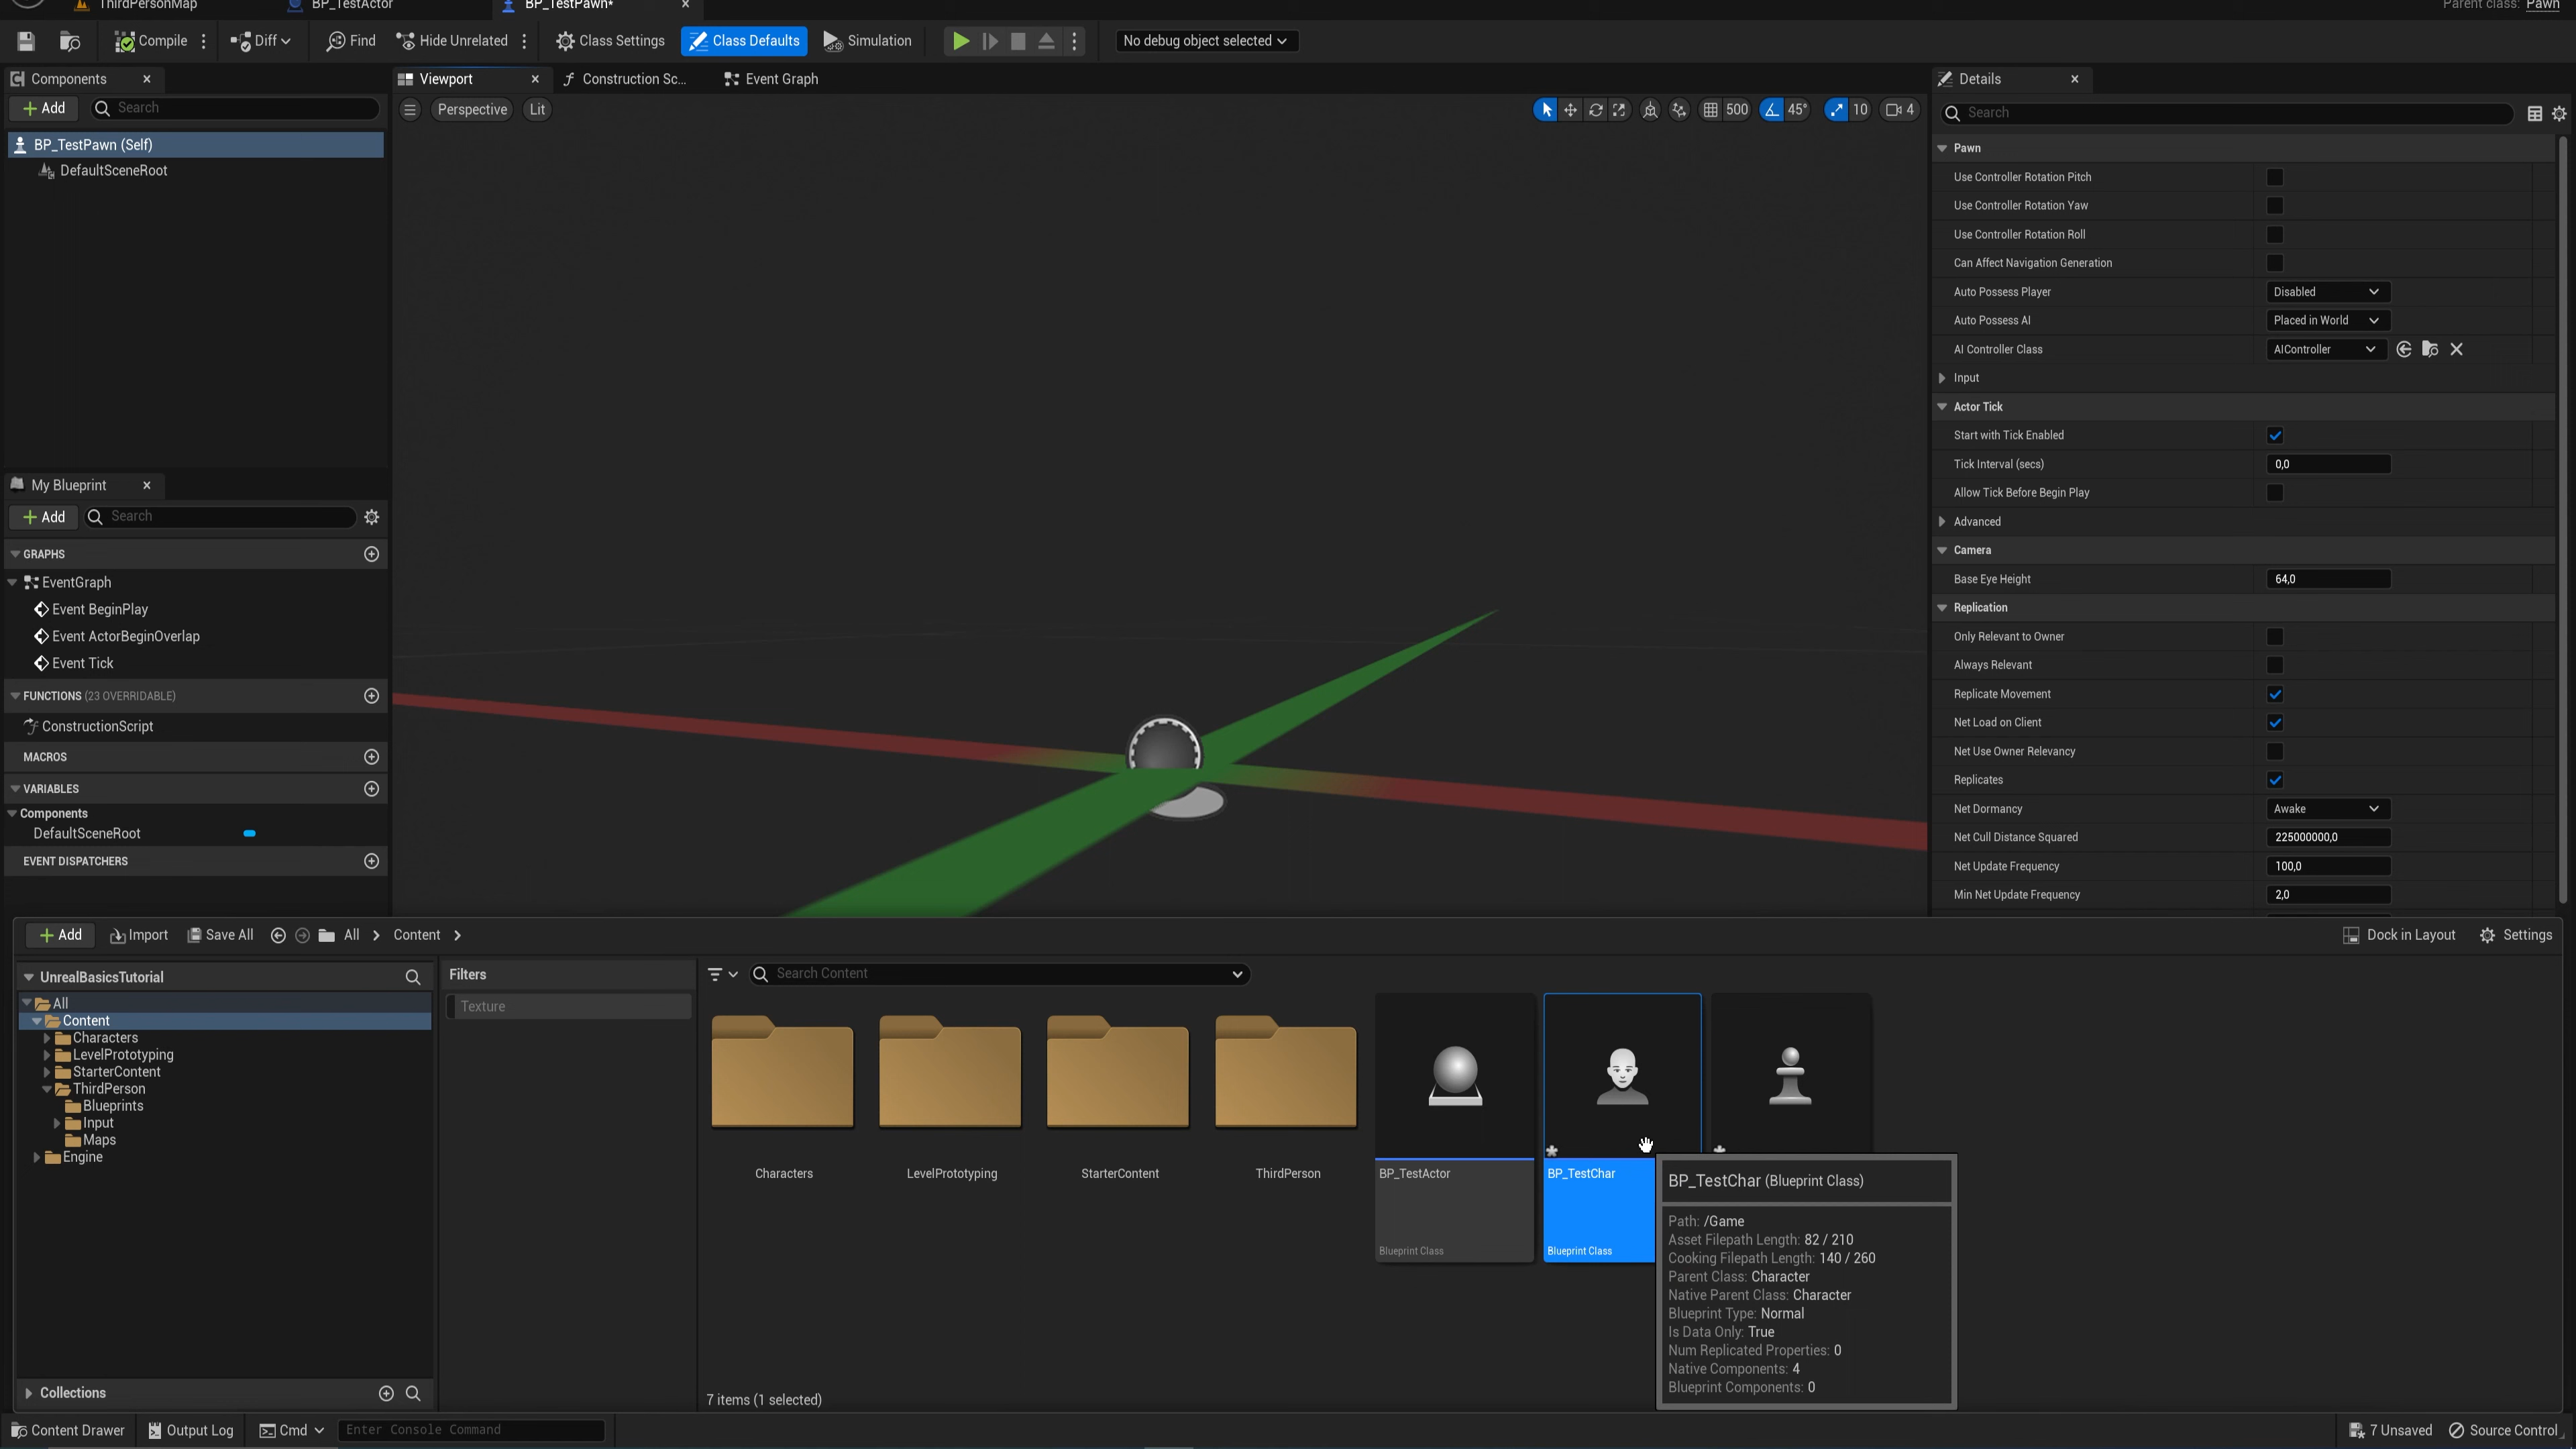 ThirdPersonMap
BP_TestActor
BP_TestPawn*
Parent class: Pawn
Compile
Diff
Find
Hide Unrelated
Class Settings
Class Defaults
Simulation
No debug object selected
Components
Add
Search
BP_TestPawn (Self)
DefaultSceneRoot
Viewport
Construction Sc...
Event Graph
Perspective
Lit
500
45°
10
4
Details
Search
Pawn
Use Controller Rotation Pitch
Use Controller Rotation Yaw
Use Controller Rotation Roll
Can Affect Navigation Generation
Auto Possess Player
Disabled
Auto Possess AI
Placed in World
AI Controller Class
AIController
Input
Actor Tick
Start with Tick Enabled
Tick Interval (secs)
0,0
Allow Tick Before Begin Play
Advanced
Camera
Base Eye Height
64,0
Replication
Only Relevant to Owner
Always Relevant
Replicate Movement
Net Load on Client
Net Use Owner Relevancy
Replicates
Net Dormancy
Awake
Net Cull Distance Squared
225000000,0
Net Update Frequency
100,0
Min Net Update Frequency
2,0
My Blueprint
Add
Search
GRAPHS
EventGraph
Event BeginPlay
Event ActorBeginOverlap
Event Tick
FUNCTIONS (23 OVERRIDABLE)
ConstructionScript
MACROS
VARIABLES
Components
DefaultSceneRoot
EVENT DISPATCHERS
Add
Import
Save All
All
Content
Dock in Layout
Settings
UnrealBasicsTutorial
All
Content
Characters
LevelPrototyping
StarterContent
ThirdPerson
Blueprints
Input
Maps
Engine
Collections
Filters
Texture
Search Content
Characters
LevelPrototyping
StarterContent
ThirdPerson
BP_TestActor
Blueprint Class
BP_TestChar
Blueprint Class
BP_TestChar (Blueprint Class)
Path: /Game
Asset Filepath Length: 82 / 210
Cooking Filepath Length: 140 / 260
Parent Class: Character
Native Parent Class: Character
Blueprint Type: Normal
Is Data Only: True
Num Replicated Properties: 0
Native Components: 4
Blueprint Components: 0
7 items (1 selected)
Content Drawer
Output Log
Cmd
Enter Console Command
7 Unsaved
Source Control